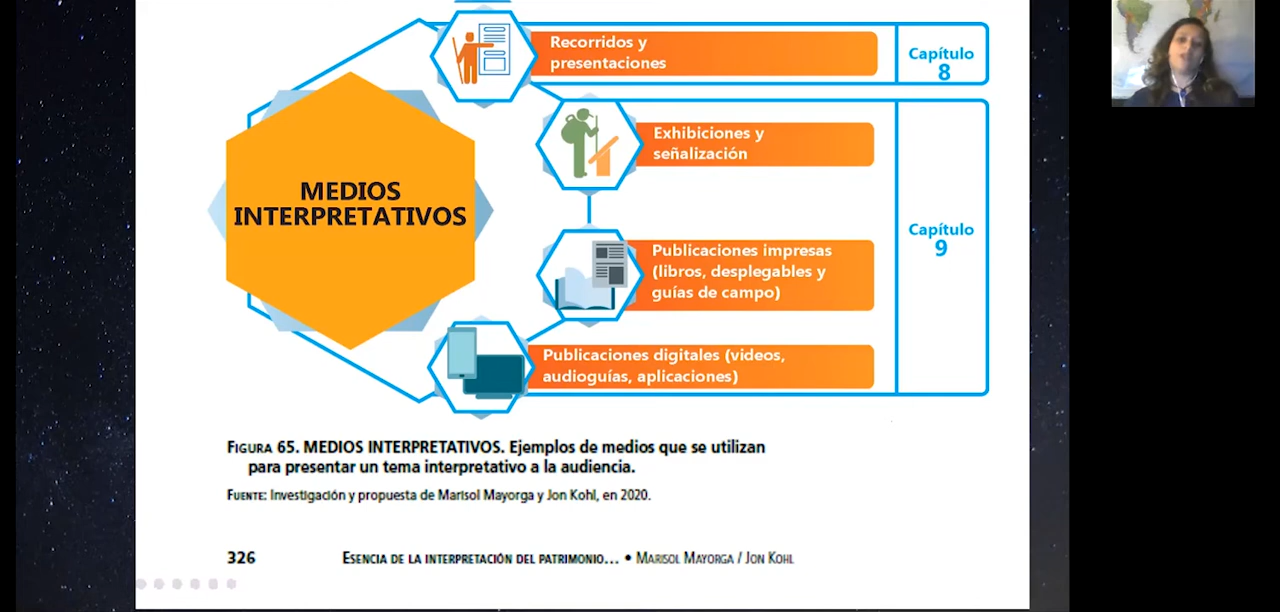 Recorridos y
presentaciones
Capítulo
8
Exhibiciones y
señalización
MEDIOS
INTERPRETATIVOS
Capítulo
9
Publicaciones impresas
(libros, desplegables y
guías de campo)
Publicaciones digitales (videos,
audioguías, aplicaciones)
FIGURA 65. MEDIOS INTERPRETATIVOS. Ejemplos de medios que se utilizan
para presentar un tema interpretativo a la audiencia.
FUENTE: Investigación y propuesta de Marisol Mayorga y Jon Kohl, en 2020.
326 ESENCIA DE LA INTERPRETACIÓN DEL PATRIMONIO... • MARISOL MAYORGA / JON KOHL